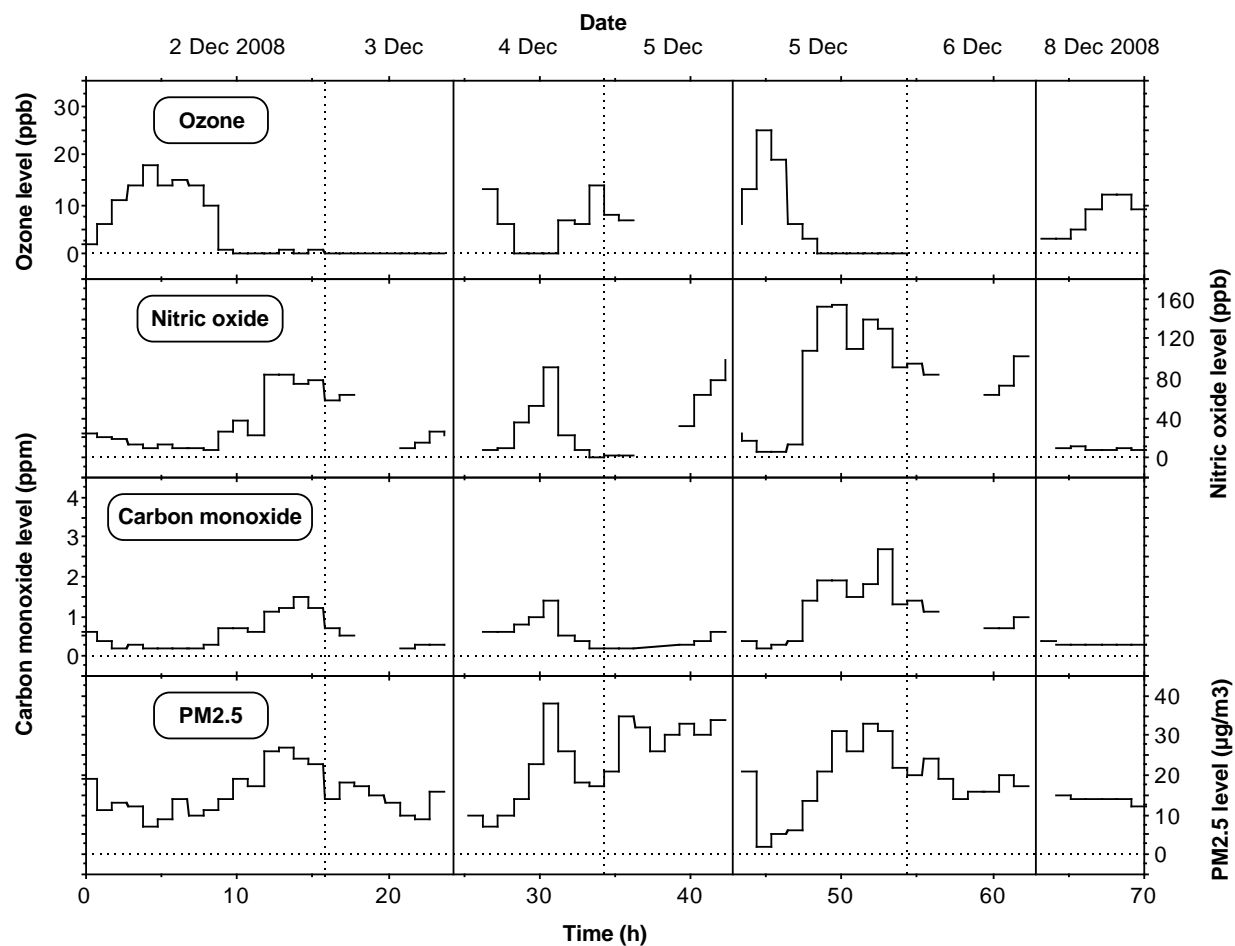 Date
2 Dec 2008 3 Dec 4 Dec 5 Dec 5 Dec 6 Dec 8 Dec 2008
Ozone level (ppb)
30
20
10
0
Ozone
Nitric oxide
160
120
80
40
0
Nitric oxide level (ppb)
Carbon monoxide level (ppm)
4
3
2
1
0
Carbon monoxide
PM2.5
40
30
20
10
0
PM2.5 level (µg/m3)
0 10 20 30 40 50 60 70
Time (h)